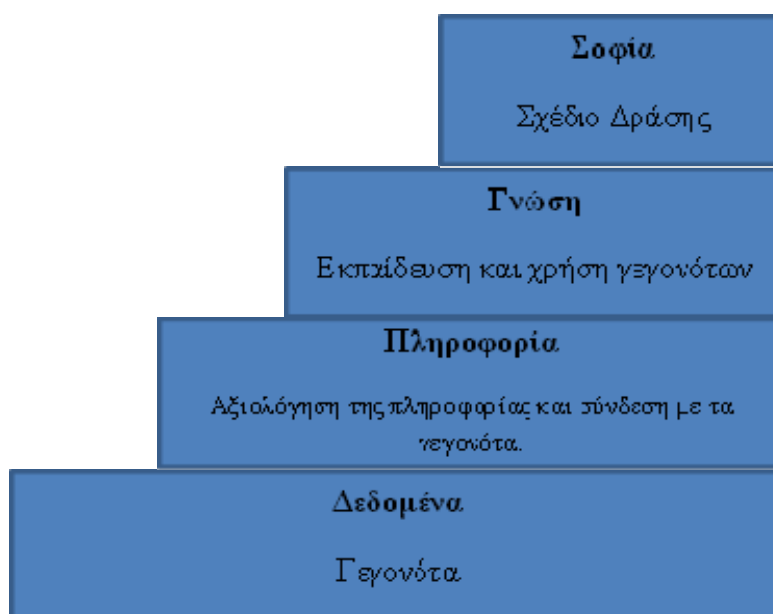 Σοφία
Σχέδιο Δράσης
Γνώση
Εκπαίδευση και χρήση γεγονότων
Πληροφορία
Αξιολόγηση της πληροφορίας και σύνδεση με τα
γεγονότα.
Δεδομένα
Γεγονότα